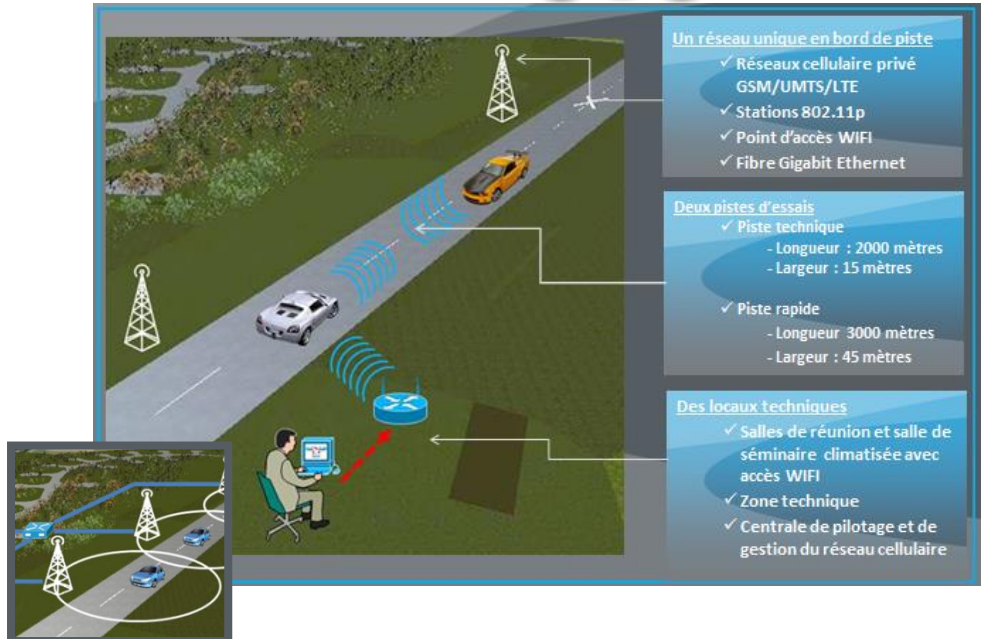 Un réseau unique en bord de piste
✓ Réseaux cellulaire privé
GSM/UMTS/LTE
✓ Stations 802.11p
✓ Point d'accès WIFI
✓ Fibre Gigabit Ethernet
Deux pistes d'essais
✓ Piste technique
- Longueur : 2000 mètres
- Largeur : 15 mètres
✓ Piste rapide
- Longueur 3000 mètres
- Largeur : 45 mètres
Des locaux techniques
✓ Salles de réunion et salle de
séminaire climatisée avec
accès WIFI
✓ Zone technique
✓ Centrale de pilotage et de
gestion du réseau cellulaire